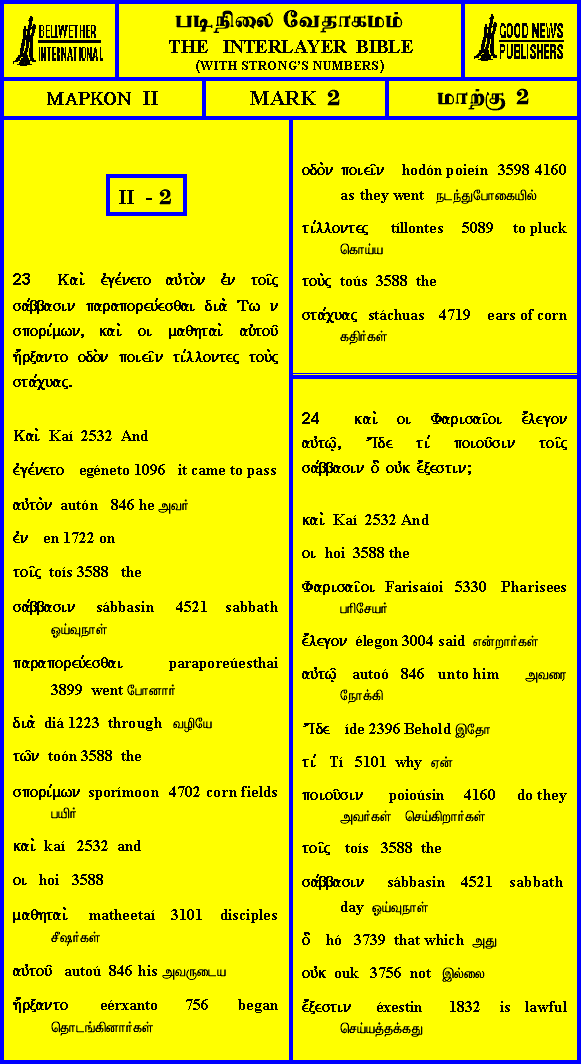 BELLWETHER
INTERNATIONAL
படிநிலை வேதாகமம்
THE INTERLAYER BIBLE
(WITH STRONG'S NUMBERS)
GOOD NEWS
PUBLISHERS
ΜΑΡΚΟΝ II
MARK 2
மாற்கு 2
II - 2
23 Καὶ ἐγένετο αὐτὸν ἐν τοῖς
σάββασιν παραπορεύεσθαι διὰ Τω ν
σπορίμων, καὶ οι μαθηταὶ αὐτοῦ
ἤρξαντο οδὸν ποιεῖν τίλλοντες τοὺς
στάχυας.
Καὶ Kaí 2532 And
ἐγένετο egéneto 1096 it came to pass
αὐτὸν autón 846 he அவர்
ἐν en 1722 on
τοῖς toís 3588 the
σάββασιν sábbasin 4521 sabbath
ஓய்வுநாள்
παραπορεύεσθαι paraporeúesthai
3899 went போனார்
διὰ diá 1223 through வழியே
τῶν toón 3588 the
σπορίμων sporímoon 4702 corn fields
பயிர்
καὶ kaí 2532 and
οι hoi 3588
μαθηταὶ matheetaí 3101 disciples
சீஷர்கள்
αὐτοῦ autoú 846 his அவருடைய
ἤρξαντο eérxanto 756 began
தொடங்கினார்கள்
οδὸν ποιεῖν hodón poieín 3598 4160
as they went நடந்துபோகையில்
τίλλοντες tíllontes 5089 to pluck
கொய்ய
τοὺς toús 3588 the
στάχυας stáchuas 4719 ears of corn
கதிர்கள்
24 καὶ οι Φαρισαῖοι ἔλεγον
αὐτῷ, Ἴδε τί ποιοῦσιν τοῖς
σάββασιν ὃ οὐκ ἔξεστιν;
καὶ Kaí 2532 And
οι hoi 3588 the
Φαρισαῖοι Farisaíoi 5330 Pharisees
பரிசேயர்
ἔλεγον élegon 3004 said என்றார்கள்
αὐτῷ autoó 846 unto him அவரை
நோக்கி
Ἴδε íde 2396 Behold இதோ
τί Tí 5101 why ஏன்
ποιοῦσιν poioúsin 4160 do they
அவர்கள் செய்கிறார்கள்
τοῖς toís 3588 the
σάββασιν sábbasin 4521 sabbath
day ஒய்வுநாள்
ὃ hó 3739 that which அது
οὐκ ouk 3756 not இல்லை
ἔξεστιν éxestin 1832 is lawful
செய்யத்தக்கது